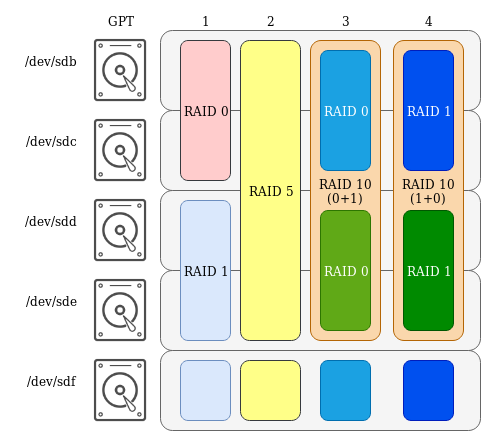 GPT 1 2 3 4
/dev/sdb
RAID 0 RAID 0 RAID 1
/dev/sdc
RAID 5 RAID 10 RAID 10
(0+1) (1+0)
/dev/sdd
RAID 1 RAID 0 RAID 1
/dev/sde
/dev/sdf